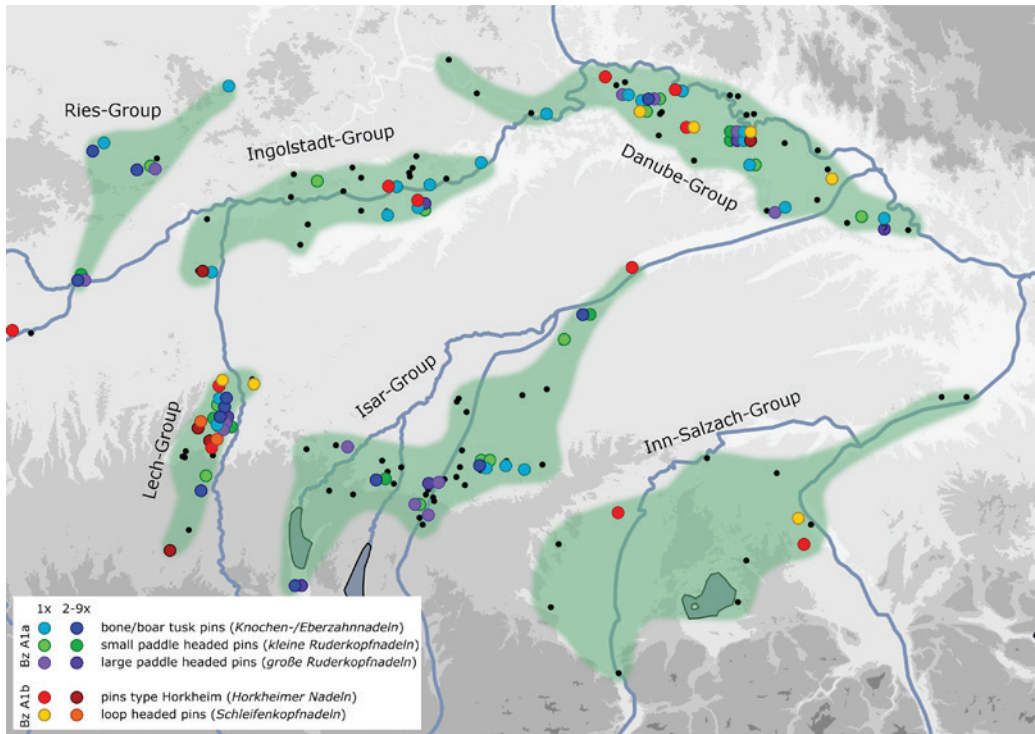 Ries-Group
Ingolstadt-Group
Danube-Group
Isar-Group
Lech-Group
Inn-Salzach-Group
1x 2-9x
Bz A1a
bone/boar tusk pins (Knochen-/Eberzahnnadeln)
small paddle headed pins (kleine Ruderkopfnadeln)
large paddle headed pins (große Ruderkopfnadeln)
Bz A1b
pins type Horkheim (Horkheimer Nadeln)
loop headed pins (Schleifenkopfnadeln)